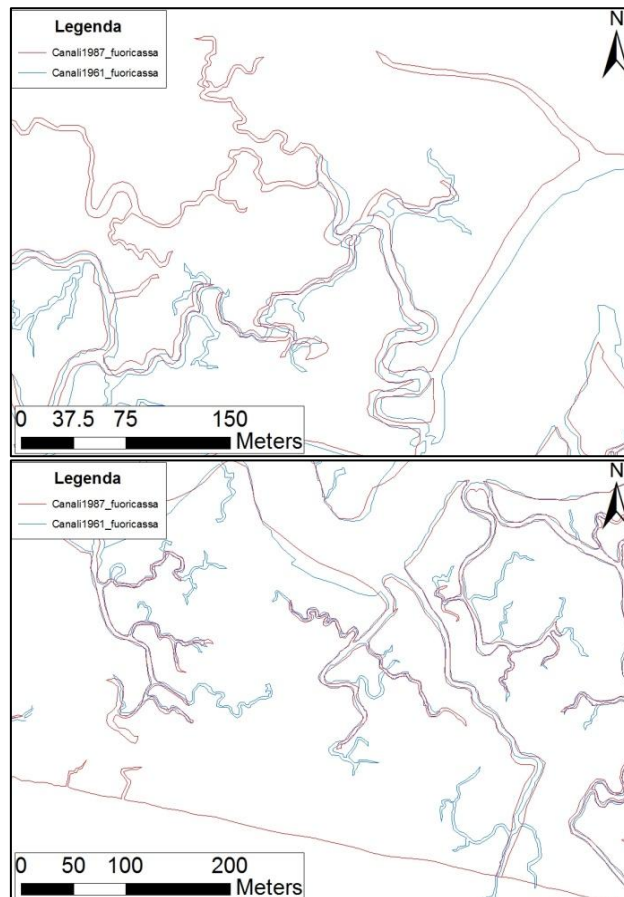 Legenda
Canali1987_fuoricassa
Canali1961_fuoricassa
N
0 37.5 75 150
Meters
Legenda
Canali1987_fuoricassa
Canali1961_fuoricassa
N
0 50 100 200
Meters